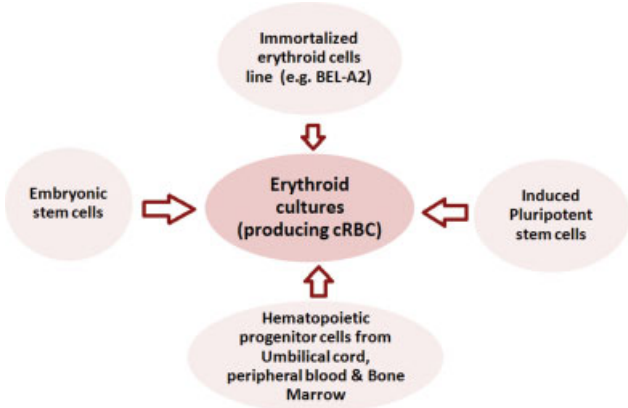 Immortalized
erythroid cells
line (e.g. BEL-A2)
Embryonic
stem cells
Erythroid
cultures
(producing cRBC)
Induced
Pluripotent
stem cells
Hematopoietic
progenitor cells from
Umbilical cord,
peripheral blood & Bone
Marrow